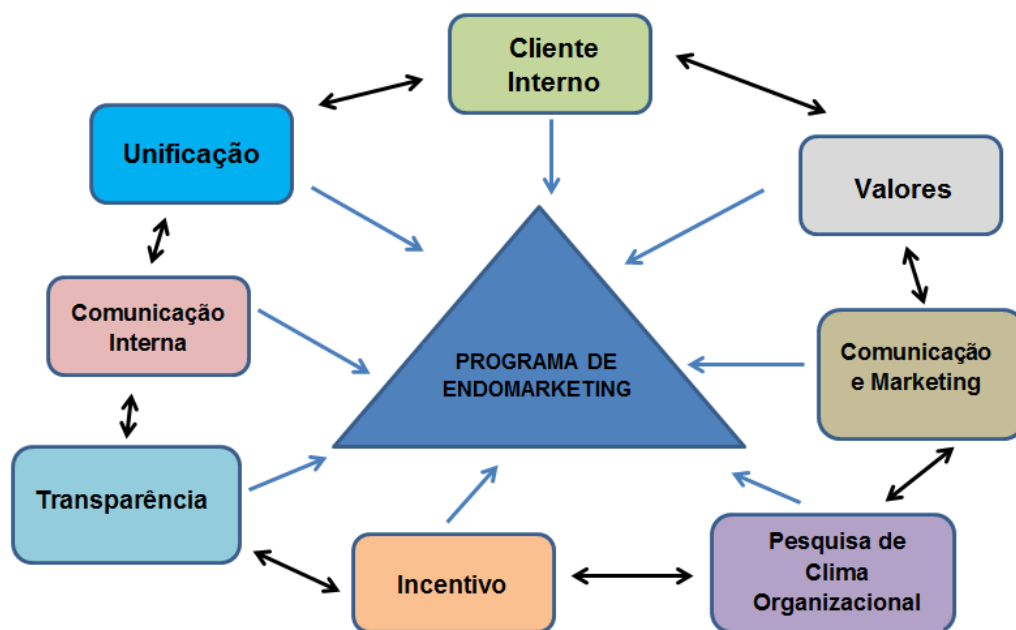 Cliente
Interno
Unificação
Valores
Comunicação
Interna
PROGRAMA DE
ENDOMARKETING
Comunicação
e Marketing
Transparência
Incentivo
Pesquisa de
Clima
Organizacional